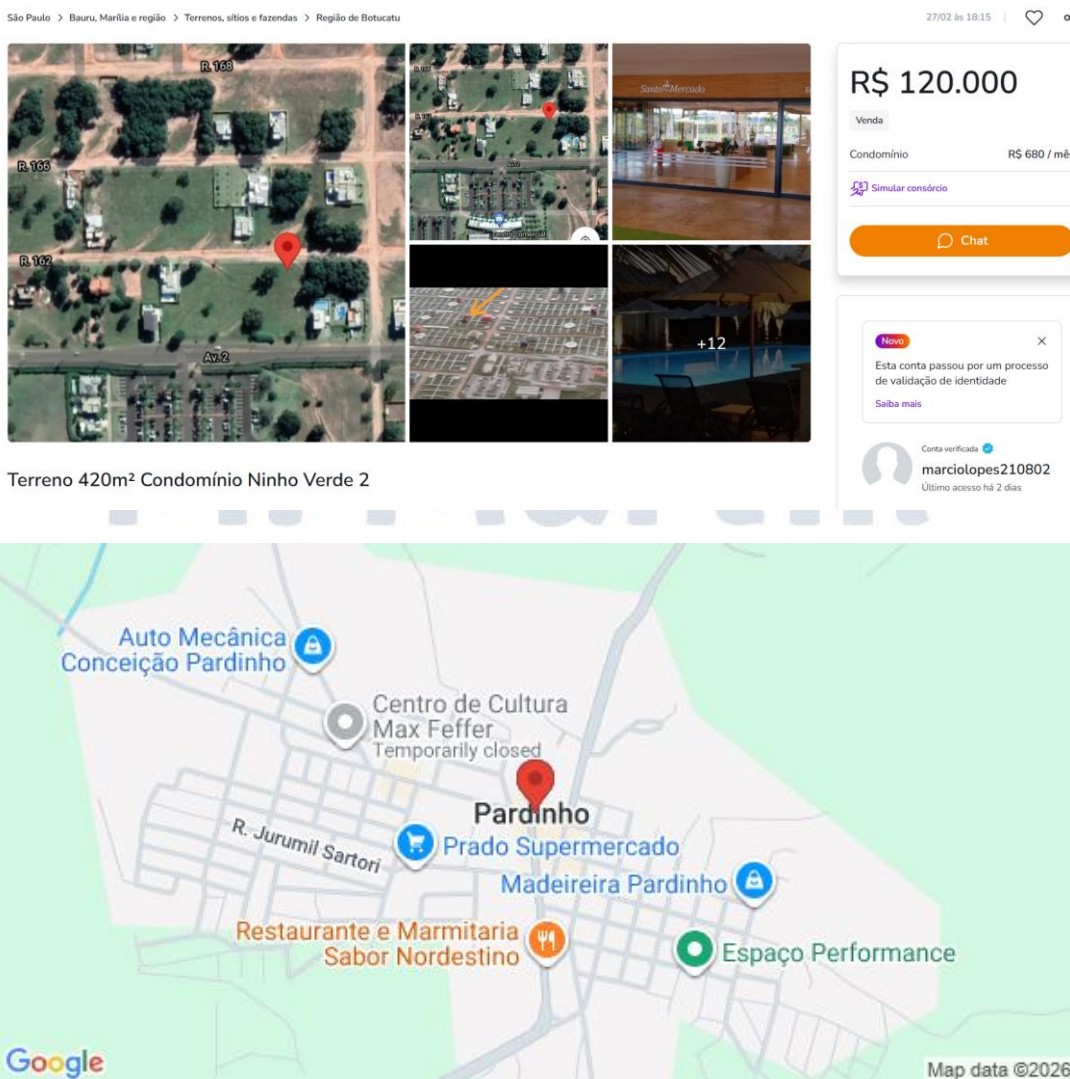 São Paulo > Bauru, Marília e região > Terrenos, sítios e fazendas > Região de Botucatu
27/02 às 18:15
R. 168
R. 166
R. 162
Av. 2
Santo Mercado
+12
R$ 120.000
Venda
Condomínio R$ 680 / mês
Simular consórcio
Chat
Novo
Esta conta passou por um processo
de validação de identidade
Saiba mais
Conta verificada
marciolopes210802
Último acesso há 2 dias
Terreno 420m² Condomínio Ninho Verde 2
Auto Mecânica
Conceição Pardinho
Centro de Cultura
Max Feffer
Temporarily closed
Pardinho
R. Jurumil Sartori
Prado Supermercado
Madeireira Pardinho
Restaurante e Marmitaria
Sabor Nordestino
Espaço Performance
Google
Map data ©2026